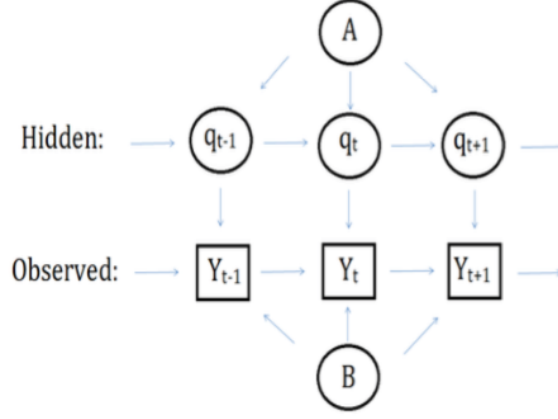 A
Hidden: qt-1 qt qt+1
Observed: Yt-1 Yt Yt+1
B